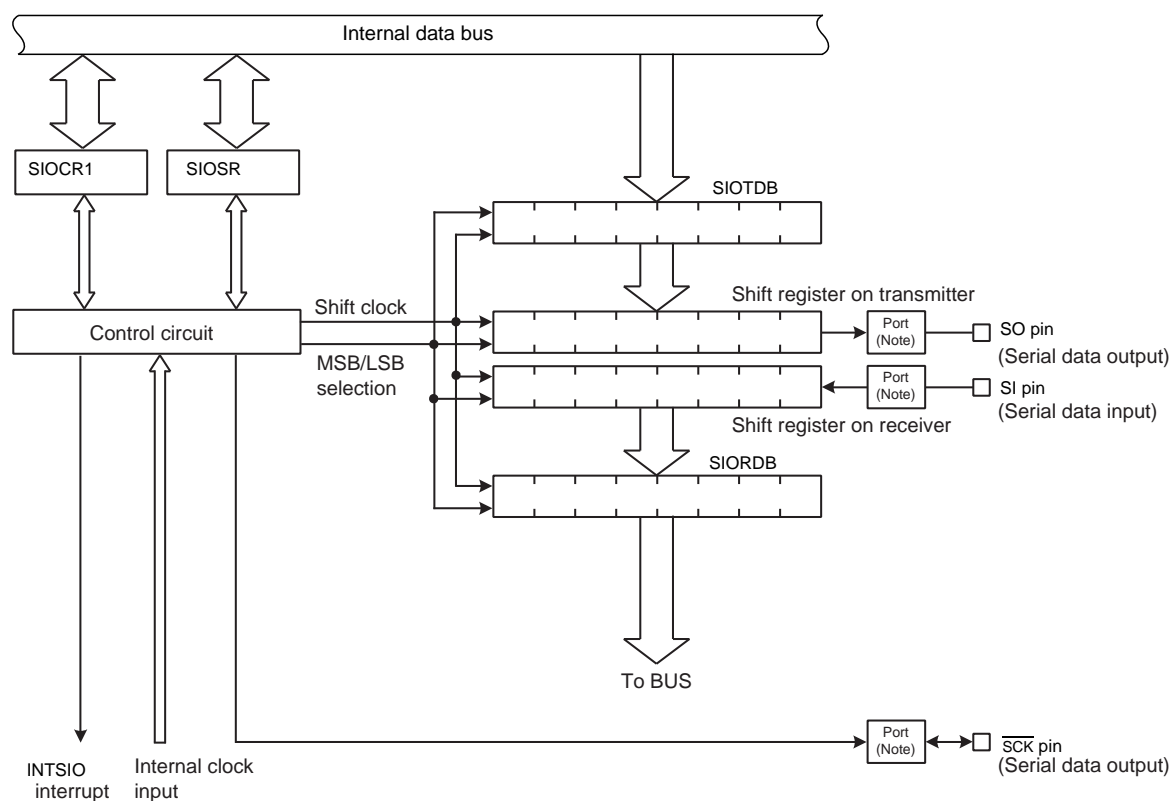 Internal data bus
SIOCR1
SIOSR
SIOTDB
Shift clock
Shift register on transmitter
Control circuit
Port
(Note)
SO pin
(Serial data output)
MSB/LSB
selection
Port
(Note)
SI pin
(Serial data input)
Shift register on receiver
SIORDB
To BUS
Port
(Note)
SCK pin
(Serial data output)
INTSIO
interrupt
Internal clock
input